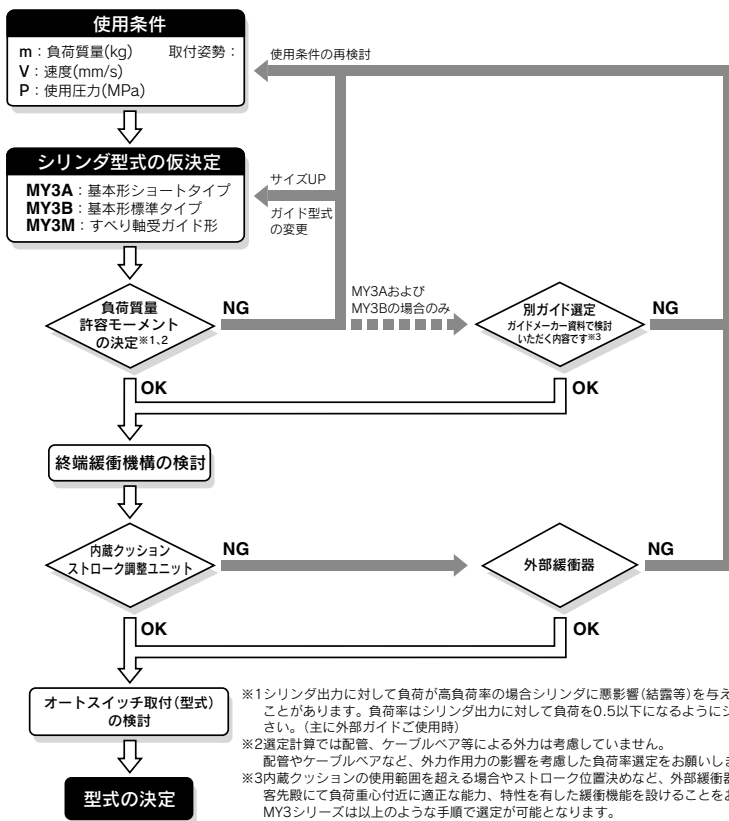 使用条件
m：負荷質量(kg)　取付姿勢：
V：速度(mm/s)
P：使用圧力(MPa)
使用条件の再検討
シリンダ型式の仮決定
MY3A：基本形ショートタイプ
MY3B：基本形標準タイプ
MY3M：すべり軸受ガイド形
サイズUP
ガイド型式
の変更
負荷質量
許容モーメント
の決定※1、2
NG
MY3Aおよび
MY3Bの場合のみ
別ガイド選定
ガイドメーカー資料で検討
いただく内容です※3
NG
OK
OK
終端緩衝機構の検討
内蔵クッション
ストローク調整ユニット
NG
外部緩衝器
NG
OK
OK
オートスイッチ取付(型式)
の検討
型式の決定
※1シリンダ出力に対して負荷が高負荷率の場合シリンダに悪影響(結露等)を与え
ことがあります。負荷率はシリンダ出力に対して負荷を0.5以下になるようにシ
さい。(主に外部ガイドご使用時)
※2選定計算では配管、ケーブルベア等による外力は考慮していません。
配管やケーブルベアなど、外力作用力の影響を考慮した負荷率選定をお願いしま
※3内蔵クッションの使用範囲を超える場合やストローク位置決めなど、外部緩衝器
客先殿にて負荷重心付近に適正な能力、特性を有した緩衝機能を設けることをお
MY3シリーズは以上のような手順で選定が可能となります。